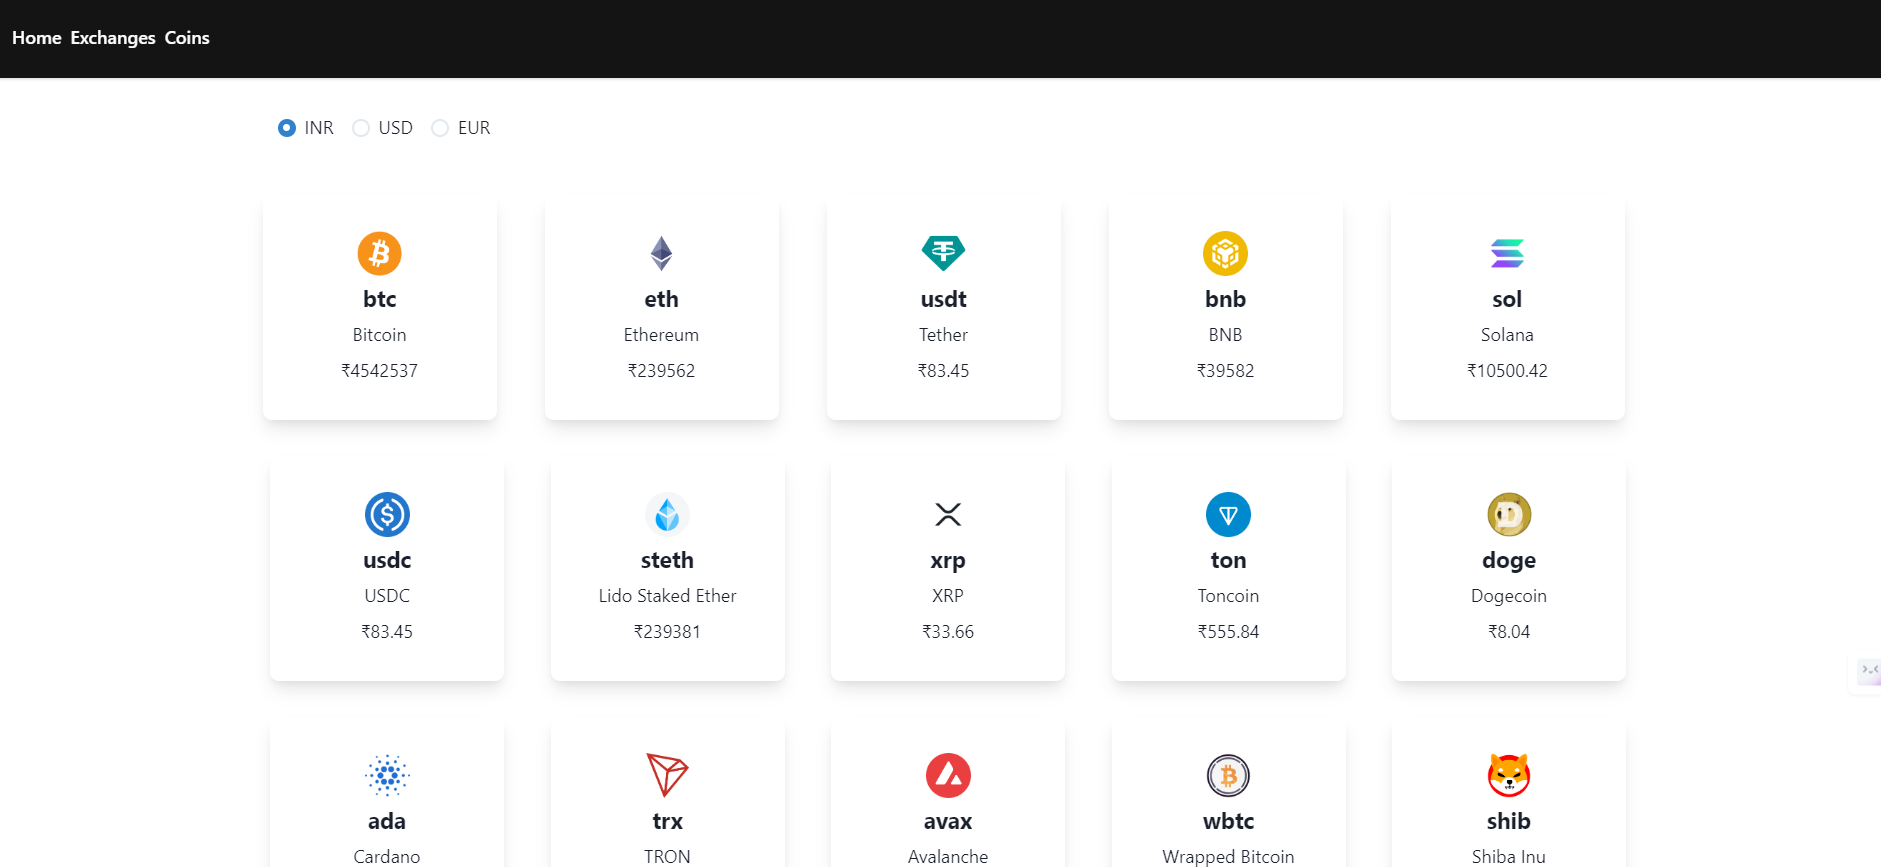 Home Exchanges Coins
INR USD EUR
btc
Bitcoin
₹4542537
eth
Ethereum
₹239562
usdt
Tether
₹83.45
bnb
BNB
₹39582
sol
Solana
₹10500.42
usdc
USDC
₹83.45
steth
Lido Staked Ether
₹239381
xrp
XRP
₹33.66
ton
Toncoin
₹555.84
doge
Dogecoin
₹8.04
ada
Cardano
trx
TRON
avax
Avalanche
wbtc
Wrapped Bitcoin
shib
Shiba Inu